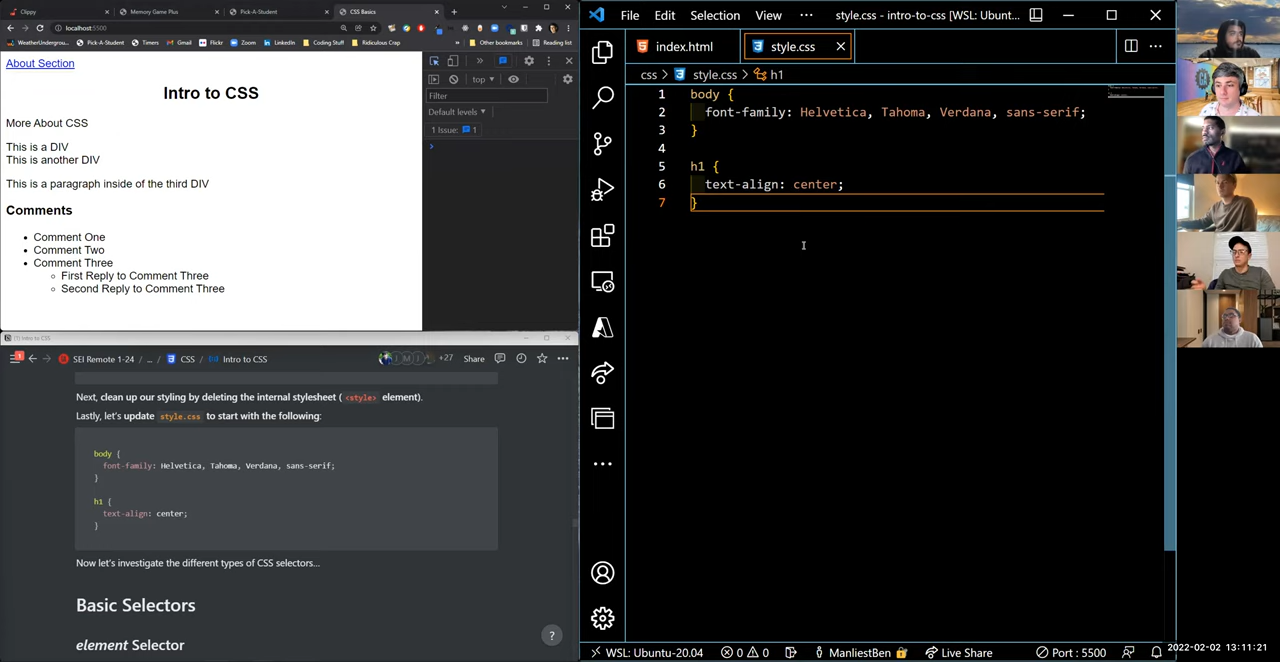 Clippy
Memory Game Plus
Pick-A-Student
CSS Basics
localhost:5500
WeatherUndergroun...
Pick-A-Student
Timers
Gmail
Flickr
Zoom
LinkedIn
Coding Stuff
Ridiculous Crap
Other bookmarks
Reading list
About Section
Intro to CSS
More About CSS
This is a DIV
This is another DIV
This is a paragraph inside of the third DIV
Comments
Comment One
Comment Two
Comment Three
First Reply to Comment Three
Second Reply to Comment Three
top
Filter
Default levels
1 Issue: 1
(1) Intro to CSS
SEI Remote 1-24 / ... / CSS / Intro to CSS
+27 Share
Next, clean up our styling by deleting the internal stylesheet ( <style> element).
Lastly, let's update style.css to start with the following:
body {
font-family: Helvetica, Tahoma, Verdana, sans-serif;
}
h1 {
text-align: center;
}
Now let's investigate the different types of CSS selectors...
Basic Selectors
element Selector
?
File Edit Selection View ... style.css - intro-to-css [WSL: Ubunt...
index.html
style.css
css > style.css > h1
1 body {
2 font-family: Helvetica, Tahoma, Verdana, sans-serif;
3 }
4
5 h1 {
6 text-align: center;
7 }
WSL: Ubuntu-20.04 0 0 ManliestBen Live Share Port : 5500
2022-02-02 13:11:21